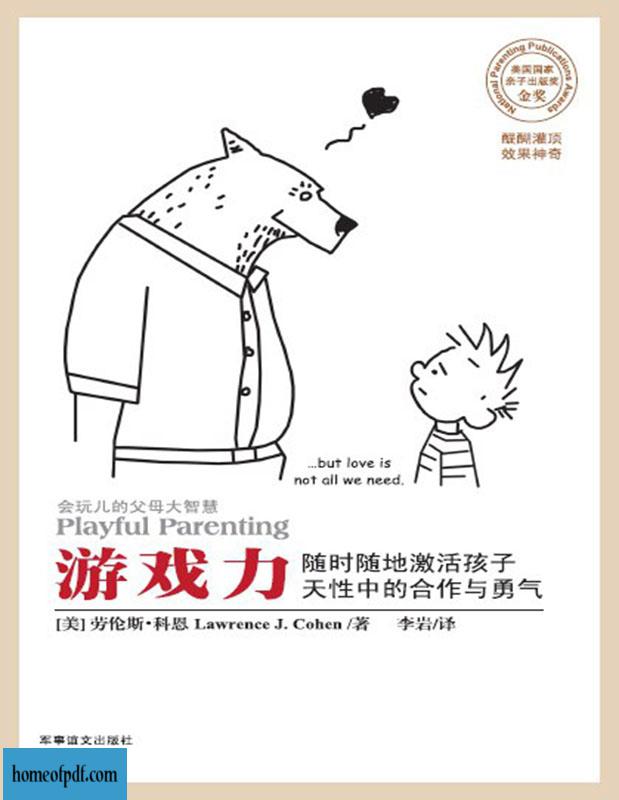 National Parenting Publications Awards
美国国家
亲子出版奖
金奖
醍醐灌顶
效果神奇
...but love is
not all we need.
会玩儿的父母大智慧
Playful Parenting
游戏力
随时随地激活孩子
天性中的合作与勇气
[美] 劳伦斯·科恩 Lawrence J. Cohen /著 李岩/译
军事谊文出版社
homeofpdf.com